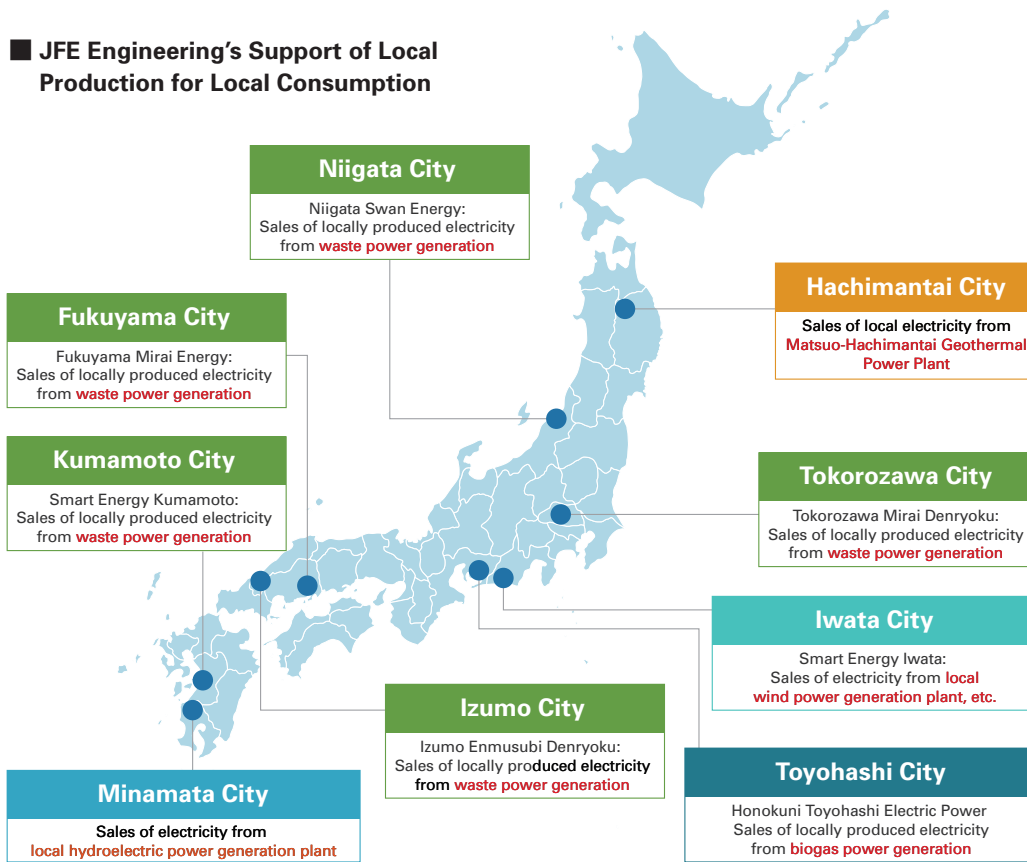 ■ JFE Engineering's Support of Local
Production for Local Consumption
Niigata City
Niigata Swan Energy:
Sales of locally produced electricity
from waste power generation
Hachimantai City
Sales of local electricity from
Matsuo-Hachimantai Geothermal
Power Plant
Fukuyama City
Fukuyama Mirai Energy:
Sales of locally produced electricity
from waste power generation
Kumamoto City
Smart Energy Kumamoto:
Sales of locally produced electricity
from waste power generation
Tokorozawa City
Tokorozawa Mirai Denryoku:
Sales of locally produced electricity
from waste power generation
Iwata City
Smart Energy Iwata:
Sales of electricity from local
wind power generation plant, etc.
Izumo City
Izumo Enmusubi Denryoku:
Sales of locally produced electricity
from waste power generation
Toyohashi City
Honokuni Toyohashi Electric Power
Sales of locally produced electricity
from biogas power generation
Minamata City
Sales of electricity from
local hydroelectric power generation plant